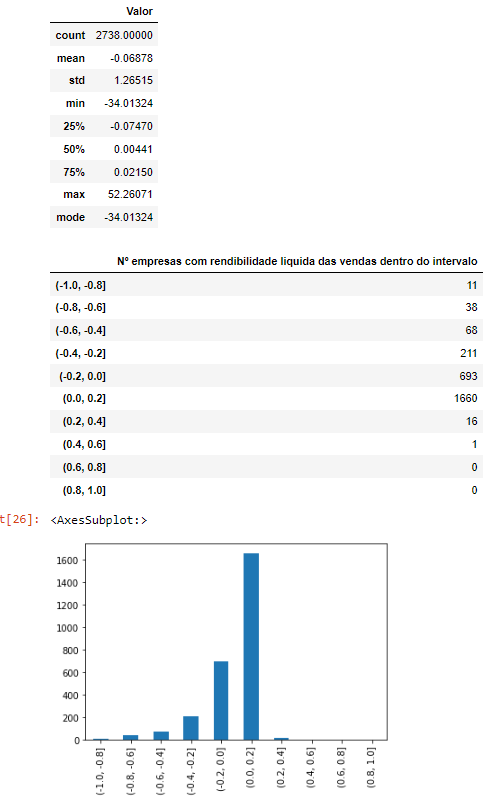 Valor
count 2738.00000
mean -0.06878
std 1.26515
min -34.01324
25% -0.07470
50% 0.00441
75% 0.02150
max 52.26071
mode -34.01324
Nº empresas com rendibilidade liquida das vendas dentro do intervalo
(-1.0, -0.8] 11
(-0.8, -0.6] 38
(-0.6, -0.4] 68
(-0.4, -0.2] 211
(-0.2, 0.0] 693
(0.0, 0.2] 1660
(0.2, 0.4] 16
(0.4, 0.6] 1
(0.6, 0.8] 0
(0.8, 1.0] 0
t[26]: <AxesSubplot:>
1600
1400
1200
1000
800
600
400
200
0
(-1.0, -0.8]
(-0.8, -0.6]
(-0.6, -0.4]
(-0.4, -0.2]
(-0.2, 0.0]
(0.0, 0.2]
(0.2, 0.4]
(0.4, 0.6]
(0.6, 0.8]
(0.8, 1.0]